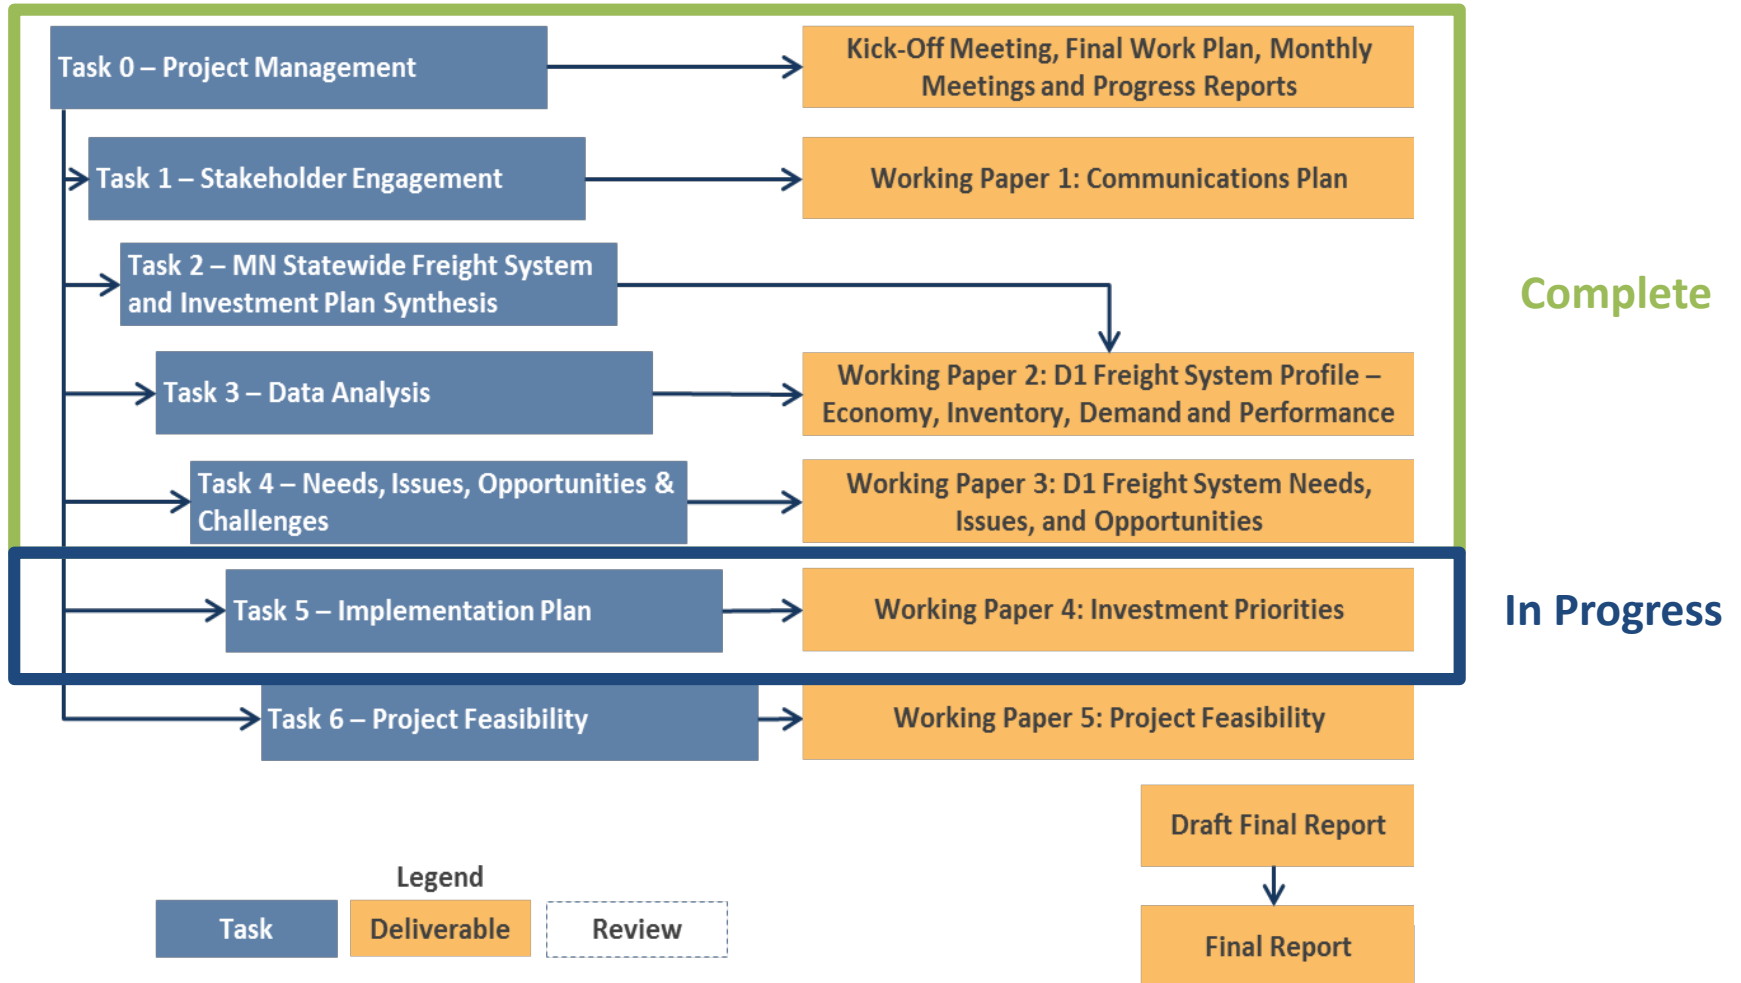 Task 0 – Project Management
Kick-Off Meeting, Final Work Plan, Monthly
Meetings and Progress Reports
Task 1 – Stakeholder Engagement
Working Paper 1: Communications Plan
Task 2 – MN Statewide Freight System
and Investment Plan Synthesis
Complete
Task 3 – Data Analysis
Working Paper 2: D1 Freight System Profile –
Economy, Inventory, Demand and Performance
Task 4 – Needs, Issues, Opportunities &
Challenges
Working Paper 3: D1 Freight System Needs,
Issues, and Opportunities
Task 5 – Implementation Plan
Working Paper 4: Investment Priorities
In Progress
Task 6 – Project Feasibility
Working Paper 5: Project Feasibility
Draft Final Report
Final Report
Legend
Task
Deliverable
Review